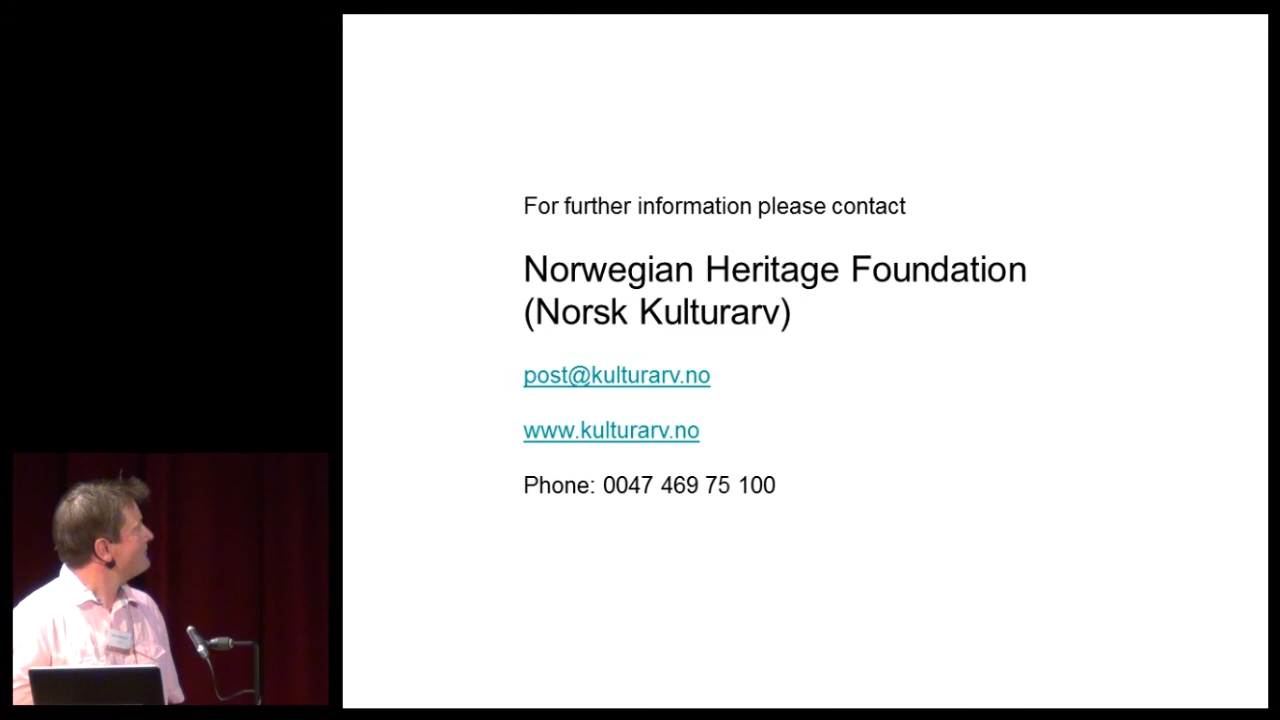 For further information please contact
Norwegian Heritage Foundation
(Norsk Kulturarv)
post@kulturarv.no
www.kulturarv.no
Phone: 0047 469 75 100